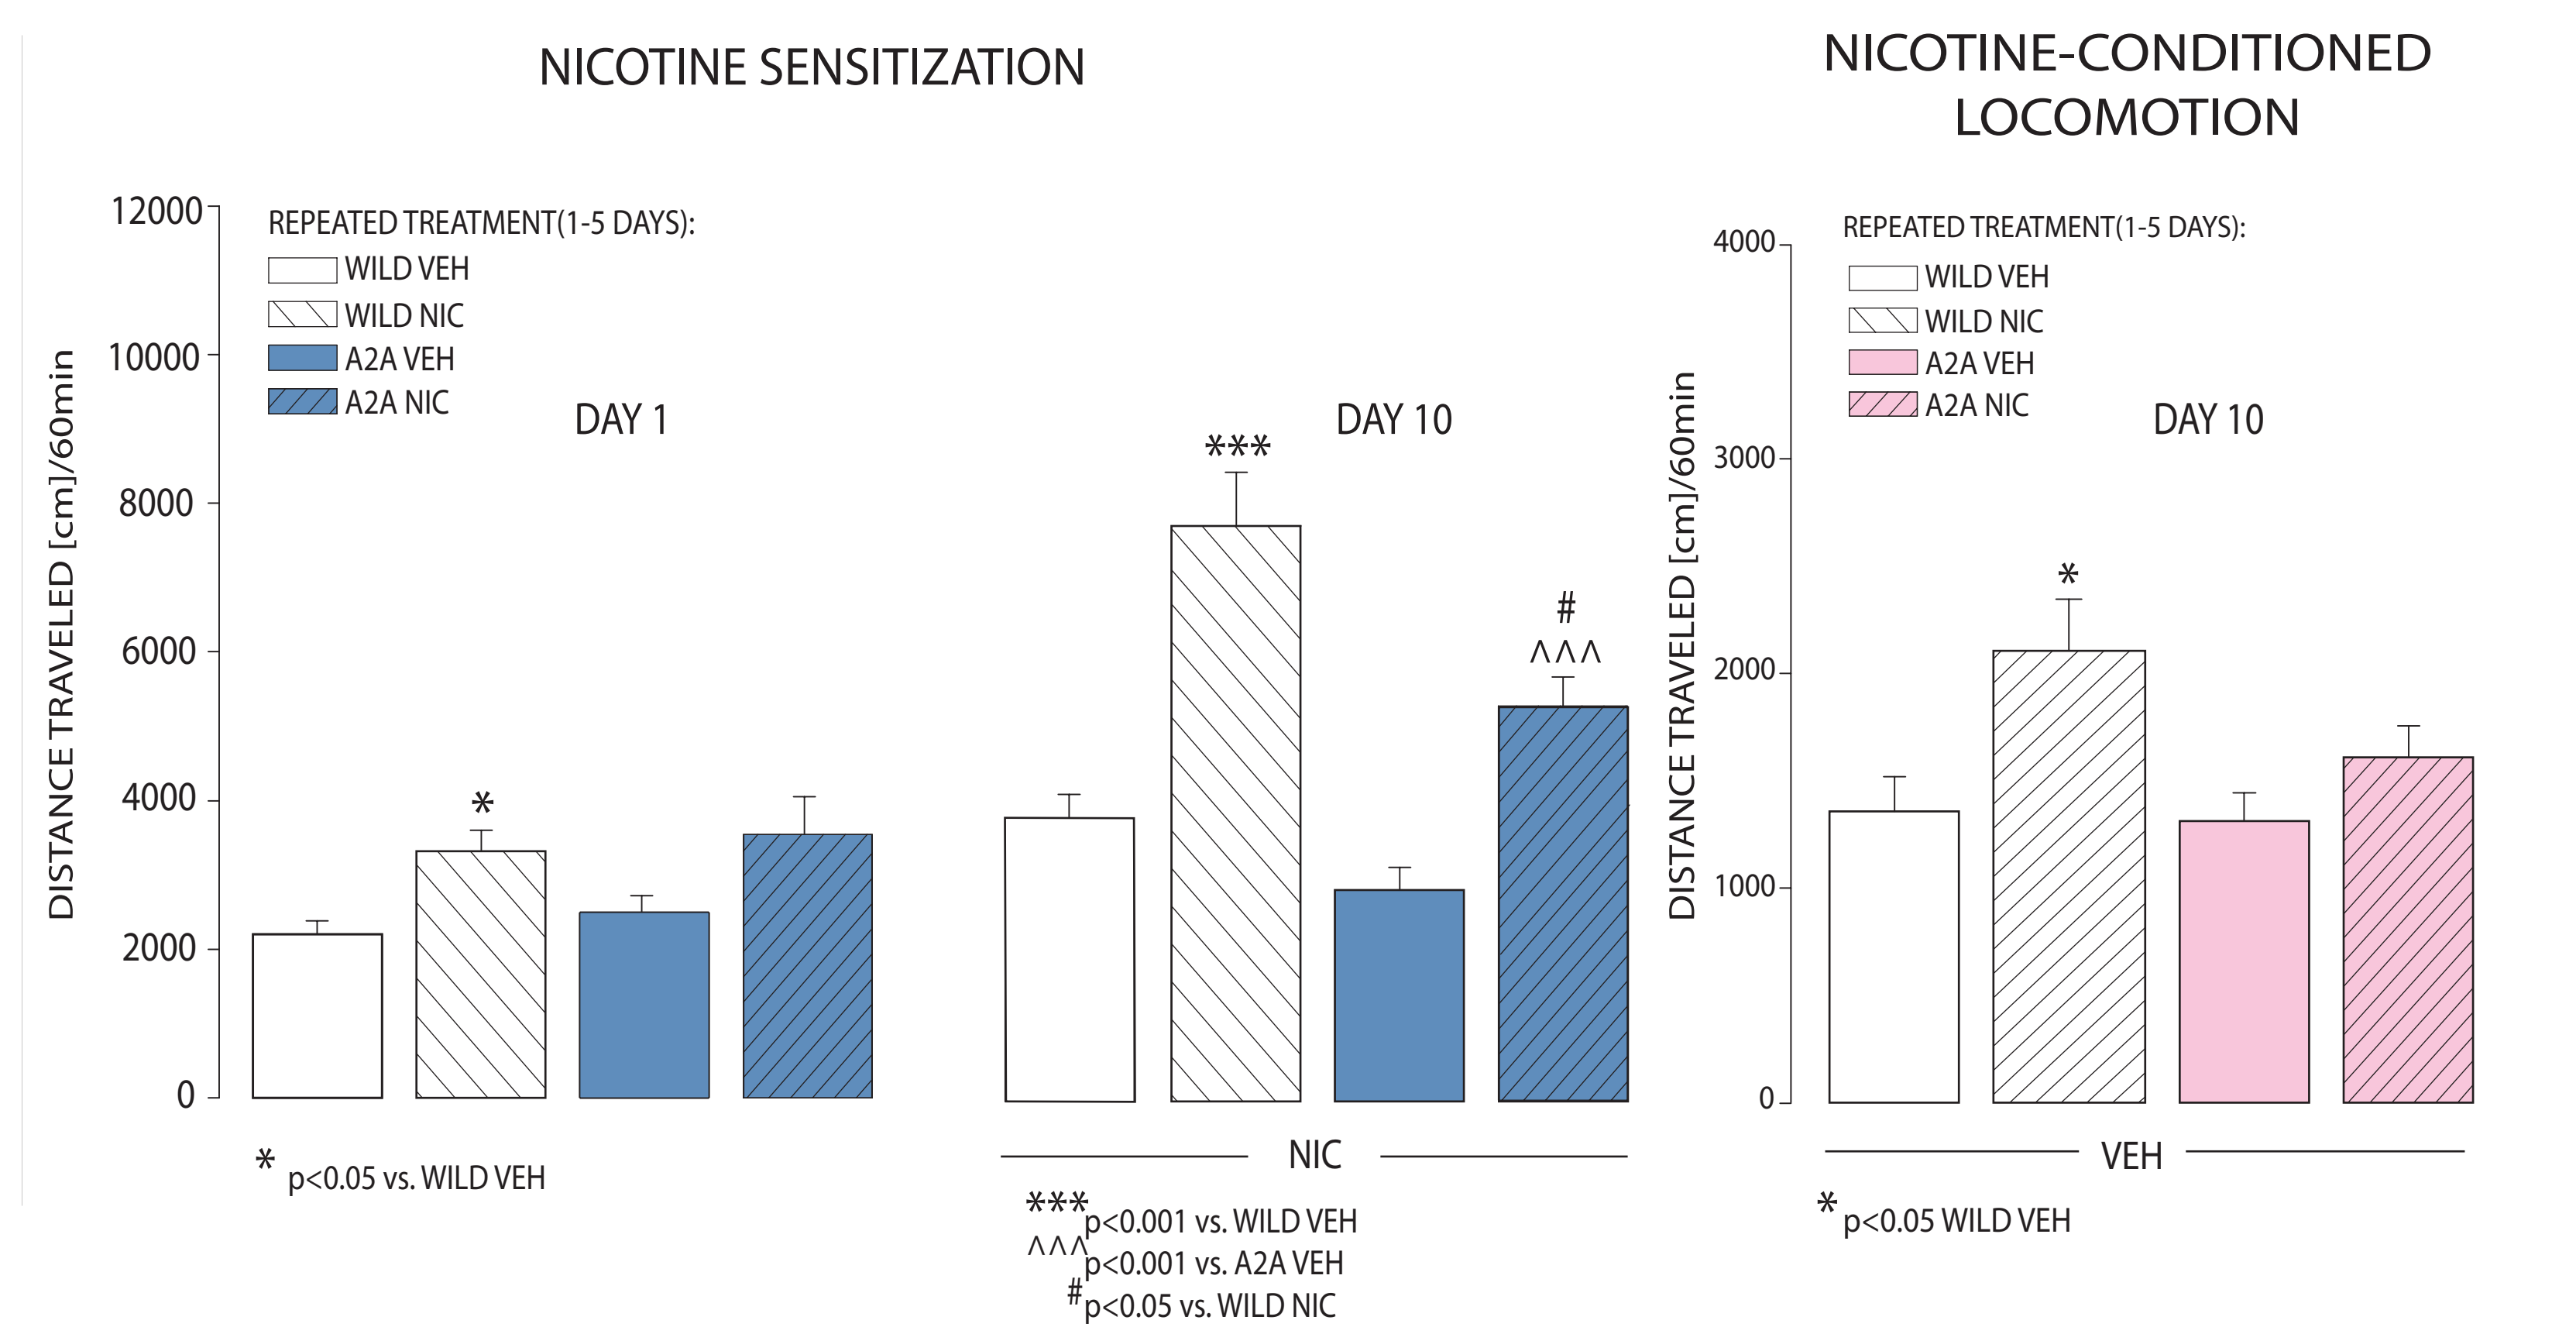 NICOTINE SENSITIZATION
DISTANCE TRAVELED [cm]/60min
12000
10000
8000
6000
4000
2000
0
REPEATED TREATMENT(1-5 DAYS):
WILD VEH
WILD NIC
A2A VEH
A2A NIC
DAY 1
*
* p<0.05 vs. WILD VEH
DAY 10
***
#
^^^
NIC
***p<0.001 vs. WILD VEH
^^^p<0.001 vs. A2A VEH
#p<0.05 vs. WILD NIC
NICOTINE-CONDITIONED
LOCOMOTION
DISTANCE TRAVELED [cm]/60min
4000
3000
2000
1000
0
REPEATED TREATMENT(1-5 DAYS):
WILD VEH
WILD NIC
A2A VEH
A2A NIC
DAY 10
*
VEH
* p<0.05 WILD VEH